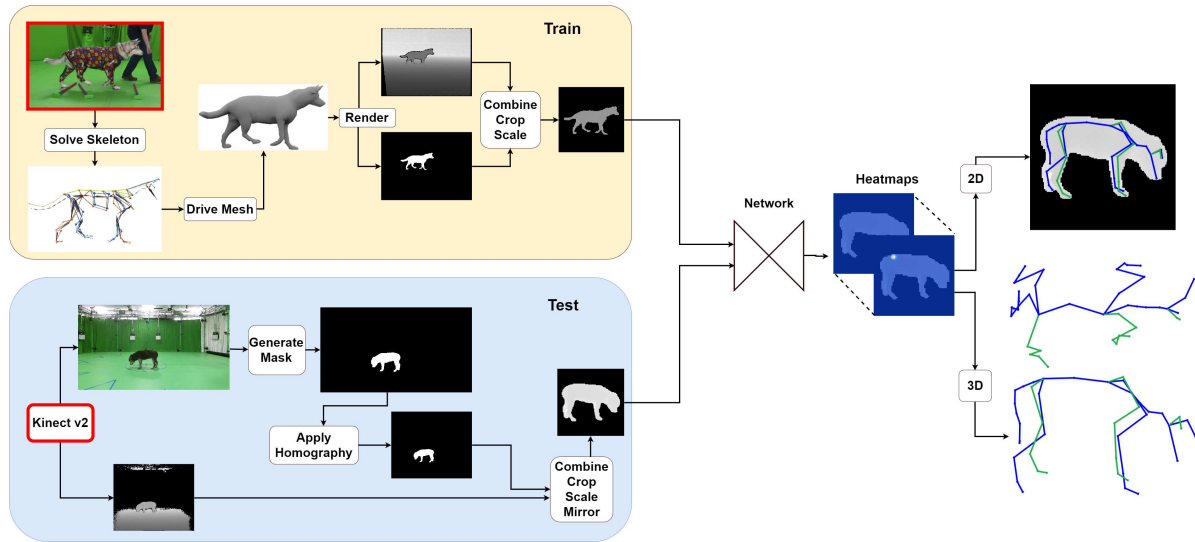 Train
Solve Skeleton
Drive Mesh
Render
Combine
Crop
Scale
Network
Heatmaps
2D
3D
Test
Kinect v2
Generate
Mask
Apply
Homography
Combine
Crop
Scale
Mirror